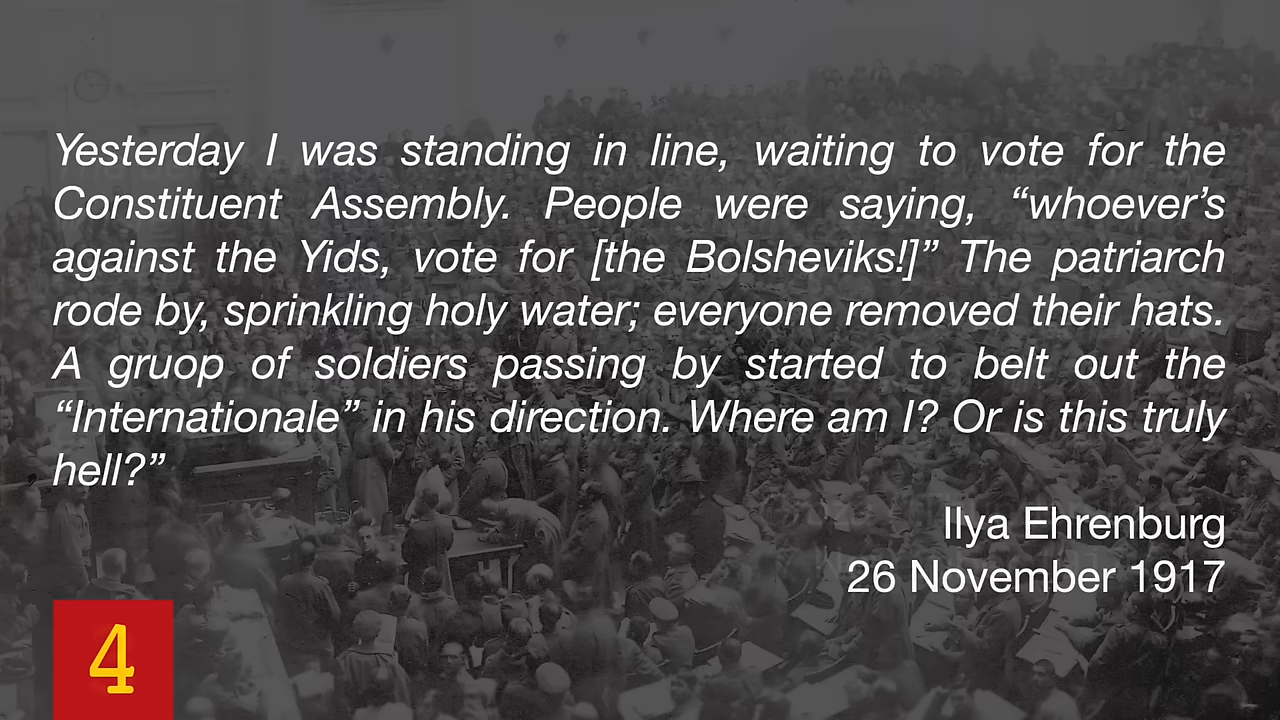 Yesterday I was standing in line, waiting to vote for the
Constituent Assembly. People were saying, “whoever’s
against the Yids, vote for [the Bolsheviks!]” The patriarch
rode by, sprinkling holy water; everyone removed their hats.
A gruop of soldiers passing by started to belt out the
“Internationale” in his direction. Where am I? Or is this truly
hell?”
Ilya Ehrenburg
26 November 1917
4